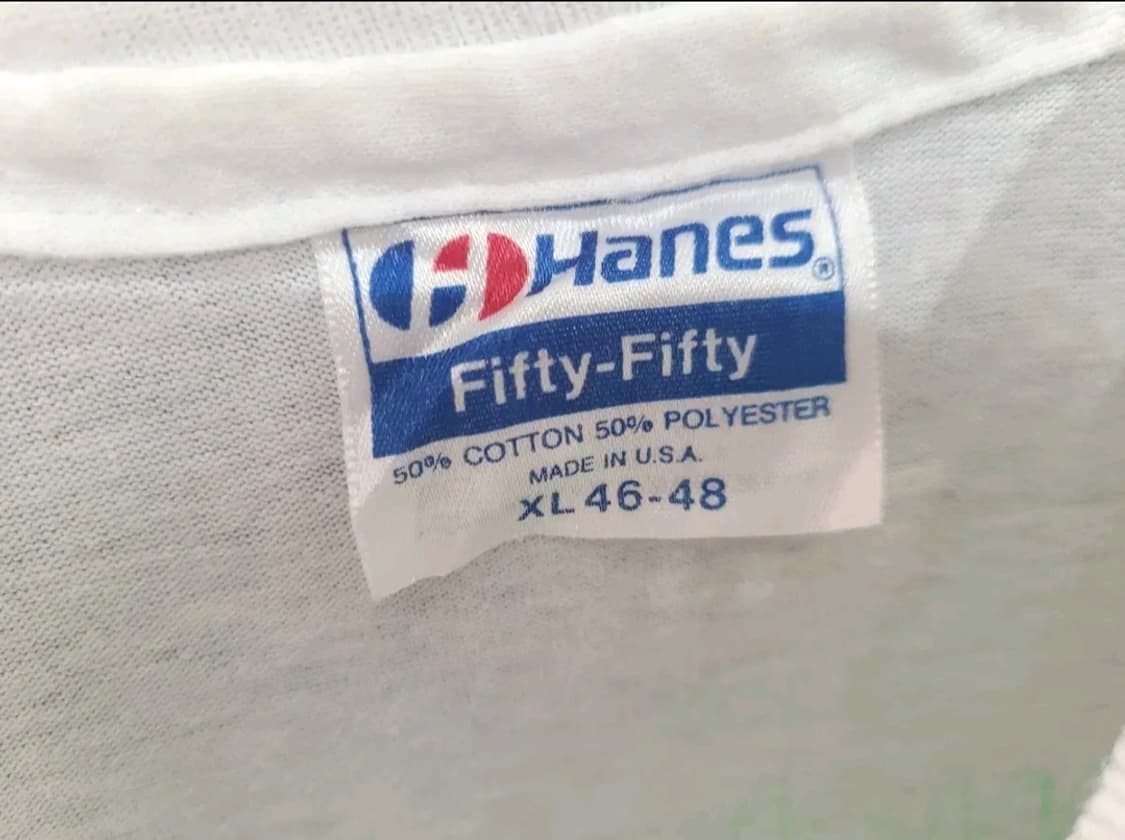 Hanes®
Fifty-Fifty
50% COTTON 50% POLYESTER
MADE IN U.S.A.
XL 46-48